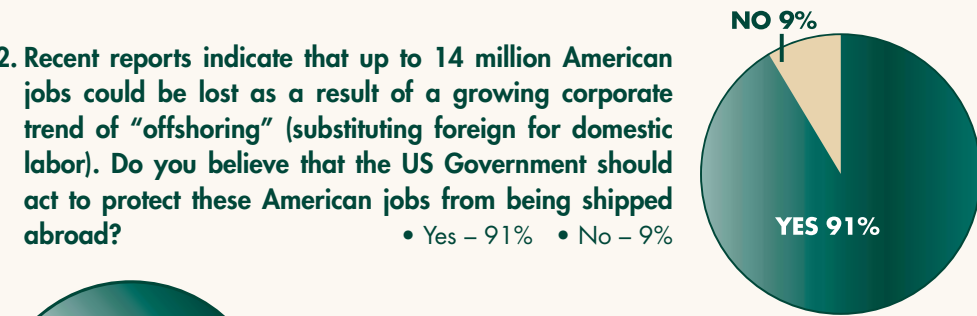 2. Recent reports indicate that up to 14 million American
jobs could be lost as a result of a growing corporate
trend of “offshoring” (substituting foreign for domestic
labor). Do you believe that the US Government should
act to protect these American jobs from being shipped
abroad? • Yes – 91% • No – 9%
NO 9%
YES 91%